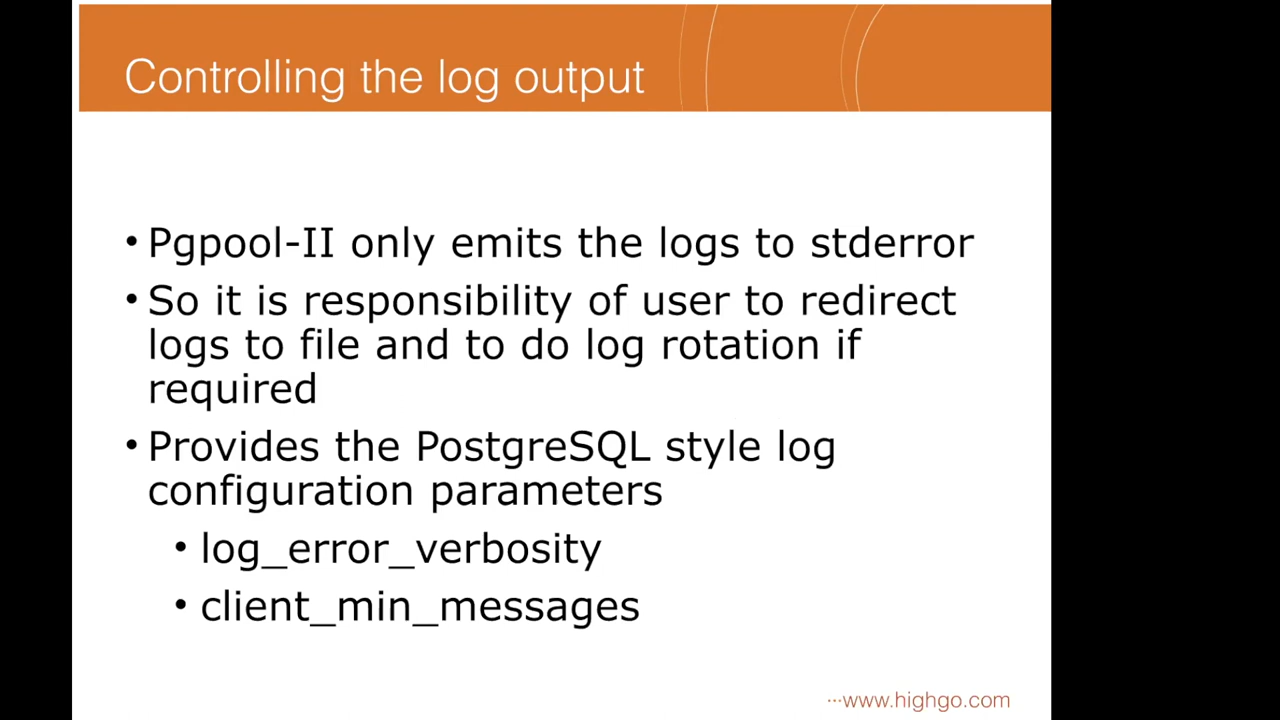 Controlling the log output
• Pgpool-II only emits the logs to stderror
• So it is responsibility of user to redirect
logs to file and to do log rotation if
required
• Provides the PostgreSQL style log
configuration parameters
• log_error_verbosity
• client_min_messages
···www.highgo.com